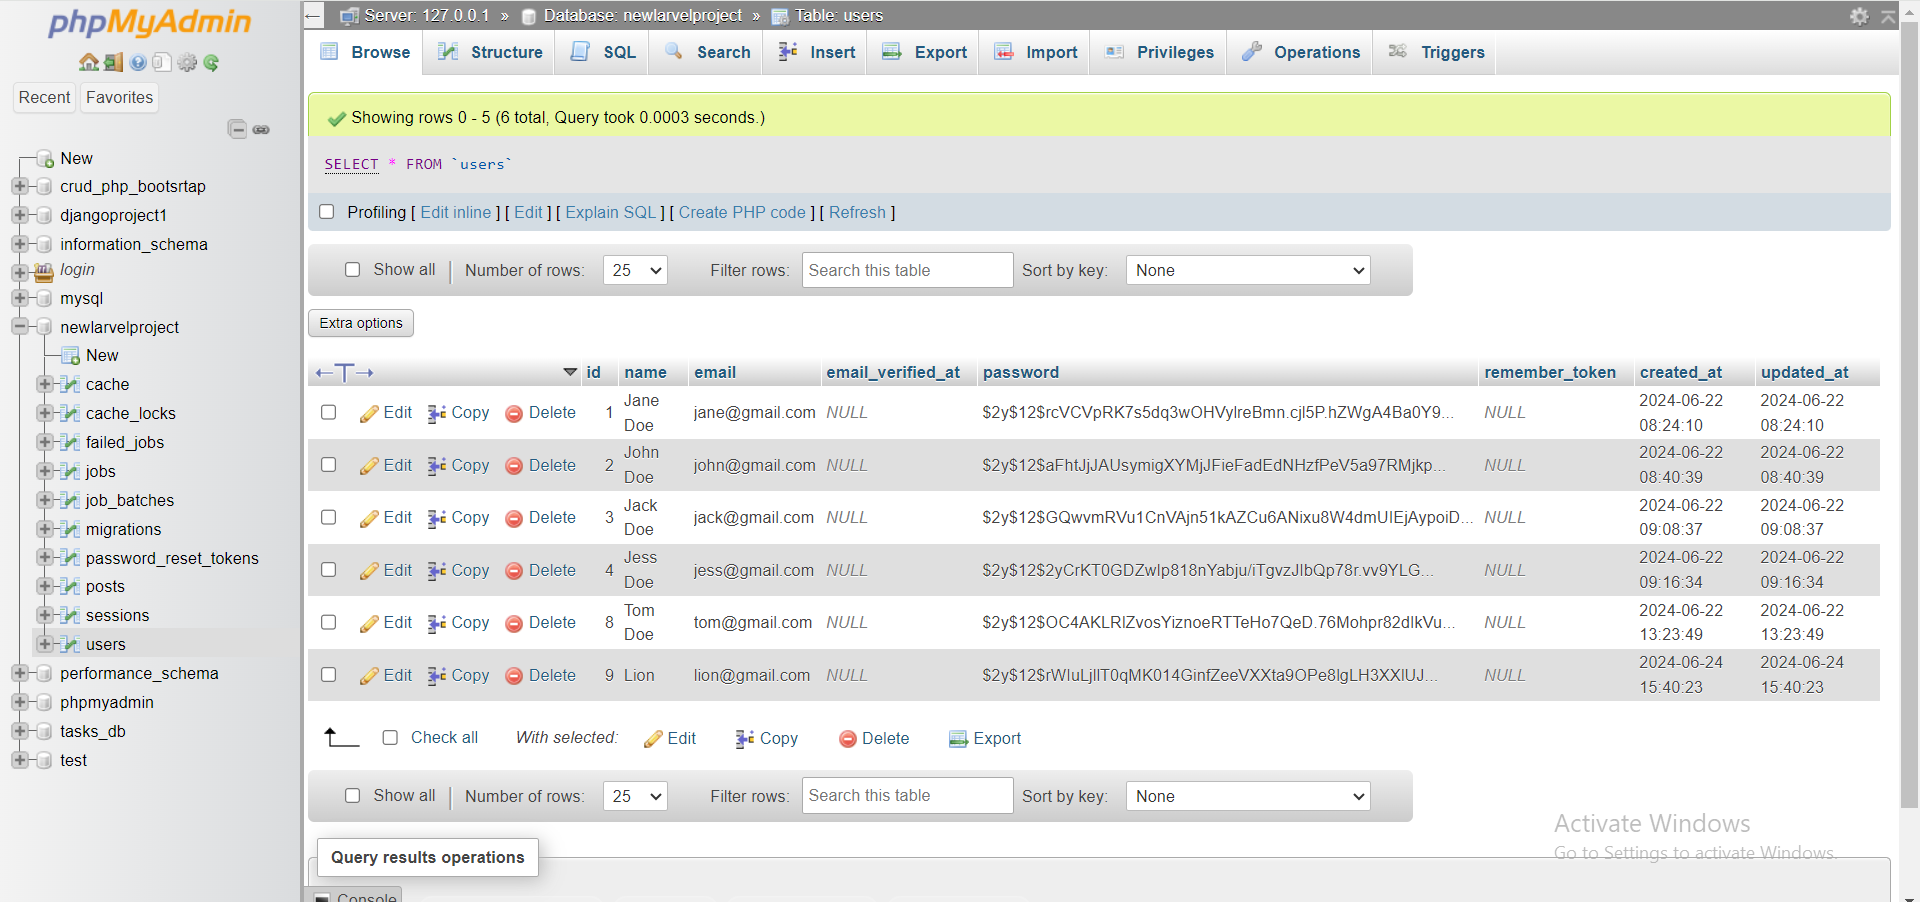 phpMyAdmin
Recent Favorites
New
crud_php_bootsrtap
djangoproject1
information_schema
login
mysql
newlarvelproject
New
cache
cache_locks
failed_jobs
jobs
job_batches
migrations
password_reset_tokens
posts
sessions
users
performance_schema
phpmyadmin
tasks_db
test
Server: 127.0.0.1 » Database: newlarvelproject » Table: users
Browse Structure SQL Search Insert Export Import Privileges Operations Triggers
Showing rows 0 - 5 (6 total, Query took 0.0003 seconds.)
SELECT * FROM `users`
Profiling [ Edit inline ] [ Edit ] [ Explain SQL ] [ Create PHP code ] [ Refresh ]
Show all | Number of rows: 25 Filter rows: Search this table Sort by key: None
Extra options
←T→ id name email email_verified_at password remember_token created_at updated_at
Edit Copy Delete 1 Jane Doe jane@gmail.com NULL $2y$12$rcVCVpRK7s5dq3wOHVylreBmn.cjl5P.hZWgA4Ba0Y9... NULL 2024-06-22 08:24:10 2024-06-22 08:24:10
Edit Copy Delete 2 John Doe john@gmail.com NULL $2y$12$aFhtJjJAUsymigXYMjJFieFadEdNHzfPeV5a97RMjkp... NULL 2024-06-22 08:40:39 2024-06-22 08:40:39
Edit Copy Delete 3 Jack Doe jack@gmail.com NULL $2y$12$GQwvmRVu1CnVAjn51kAZCu6ANixu8W4dmUIEjAypoiD... NULL 2024-06-22 09:08:37 2024-06-22 09:08:37
Edit Copy Delete 4 Jess Doe jess@gmail.com NULL $2y$12$2yCrKT0GDZwlp818nYabju/iTgvzJIbQp78r.vv9YLG... NULL 2024-06-22 09:16:34 2024-06-22 09:16:34
Edit Copy Delete 8 Tom Doe tom@gmail.com NULL $2y$12$OC4AKLRIZvosYiznoeRTTeHo7QeD.76Mohpr82dlkVu... NULL 2024-06-22 13:23:49 2024-06-22 13:23:49
Edit Copy Delete 9 Lion lion@gmail.com NULL $2y$12$rWIuLjllT0qMK014GinfZeeVXXta9OPe8lgLH3XXlUJ... NULL 2024-06-24 15:40:23 2024-06-24 15:40:23
Check all With selected: Edit Copy Delete Export
Show all | Number of rows: 25 Filter rows: Search this table Sort by key: None
Query results operations
Console
Activate Windows
Go to Settings to activate Windows.